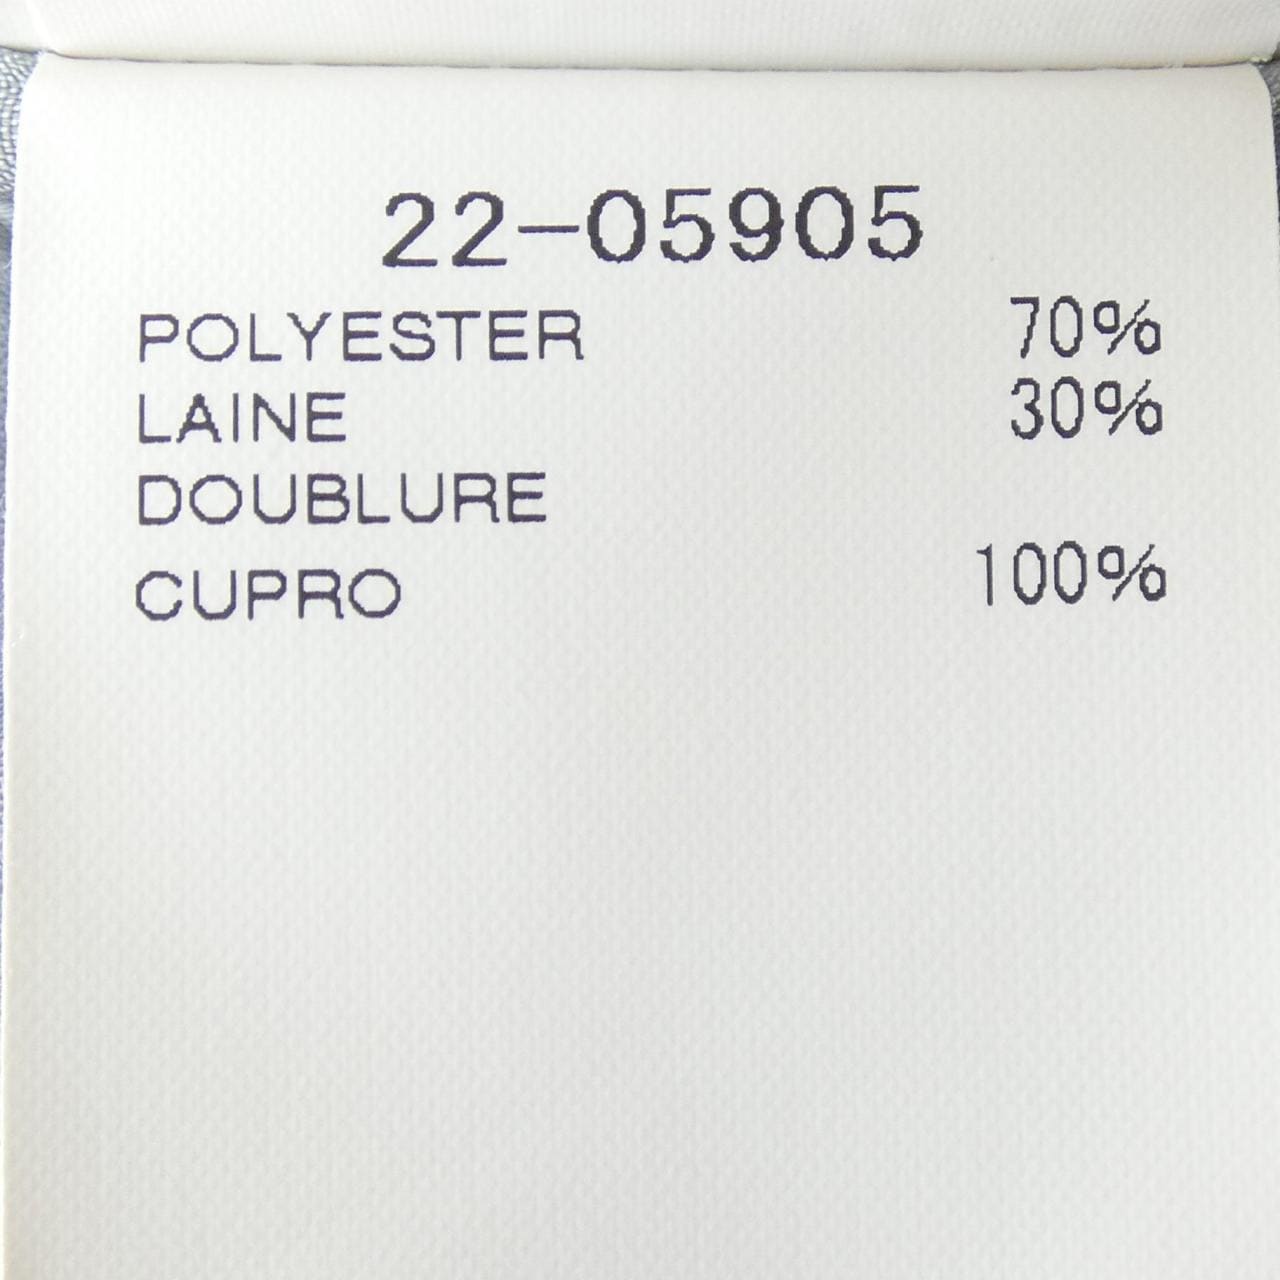 22-05905
POLYESTER 70%
LAINE 30%
DOUBLURE
CUPRO 100%